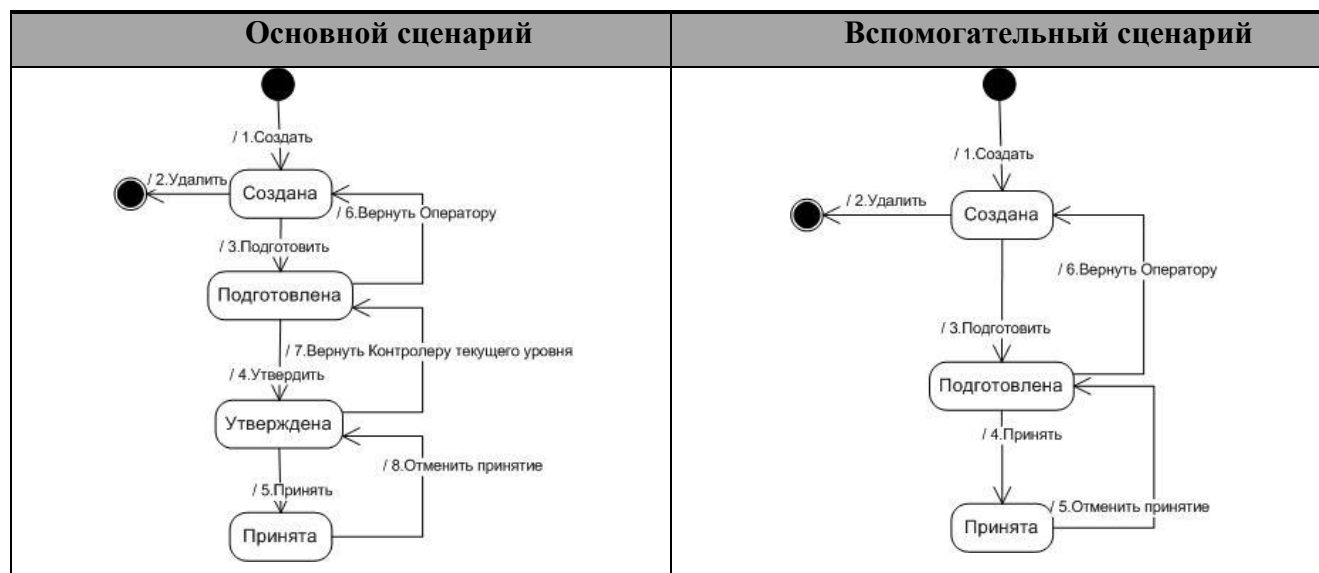 Основной сценарий
Вспомогательный сценарий
/ 1.Создать
/ 2.Удалить
Создана
/ 6.Вернуть Оператору
/ 3.Подготовить
Подготовлена
/ 7.Вернуть Контролеру текущего уровня
/ 4.Утвердить
Утверждена
/ 8.Отменить принятие
/ 5.Принять
Принята
/ 1.Создать
/ 2.Удалить
Создана
/ 6.Вернуть Оператору
/ 3.Подготовить
Подготовлена
/ 4.Принять
/ 5.Отменить принятие
Принята